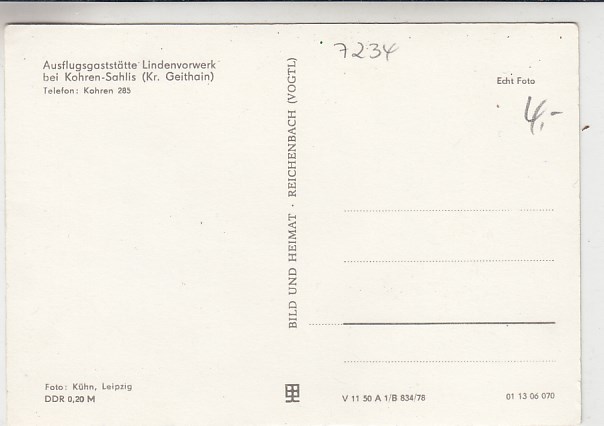 Ausflugsgaststätte Lindenvorwerk
bei Kohren-Sahlis (Kr. Geithain)
Telefon: Kohren 285
7234
Echt Foto
4,-
BILD UND HEIMAT · REICHENBACH (VOGTL)
Foto: Kühn, Leipzig
DDR 0,20 M
V 11 50 A 1/B 834/78
01 13 06 070